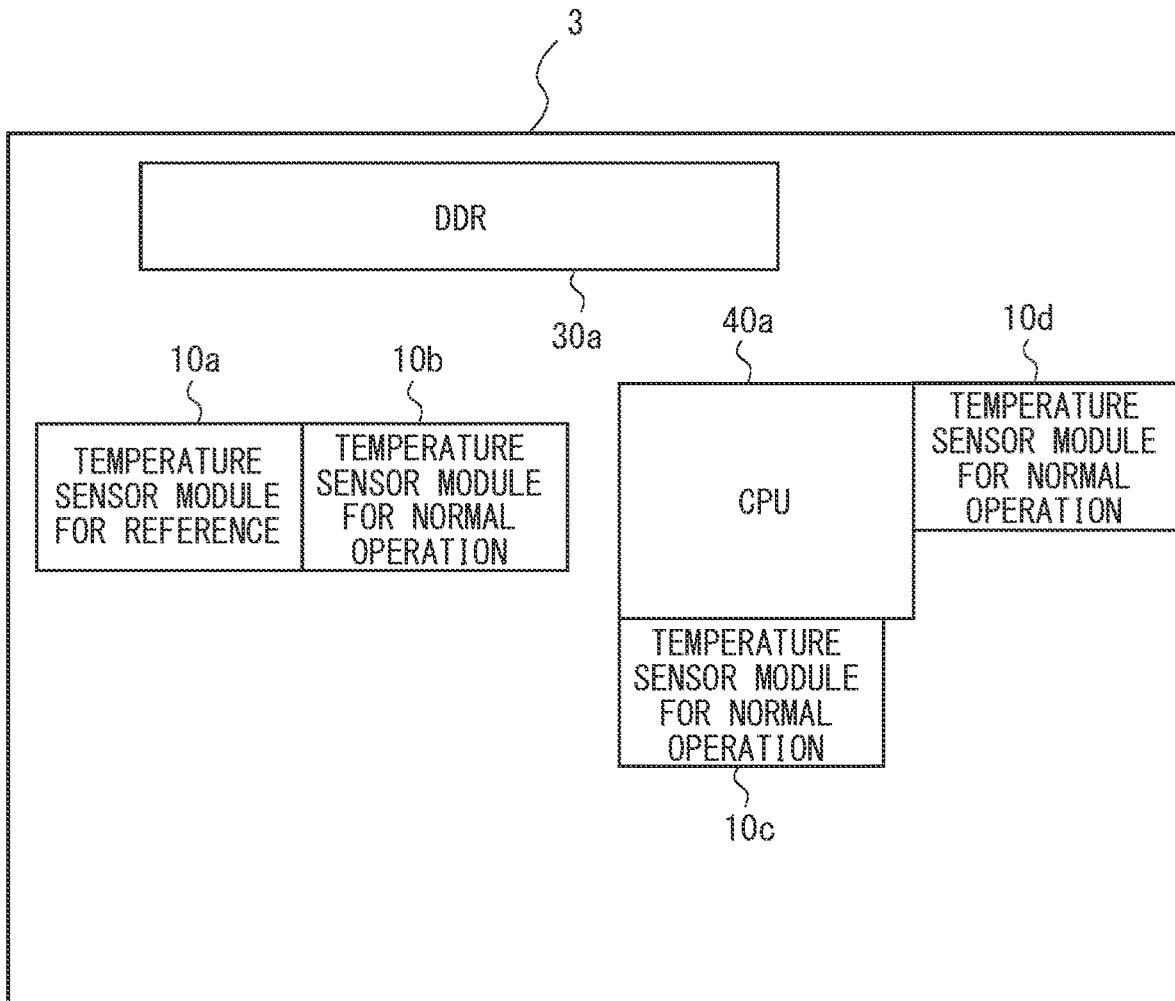 3
DDR
30a
40a
10d
10a
10b
TEMPERATURE
SENSOR MODULE
FOR REFERENCE
TEMPERATURE
SENSOR MODULE
FOR NORMAL
OPERATION
CPU
TEMPERATURE
SENSOR MODULE
FOR NORMAL
OPERATION
TEMPERATURE
SENSOR MODULE
FOR NORMAL
OPERATION
10c